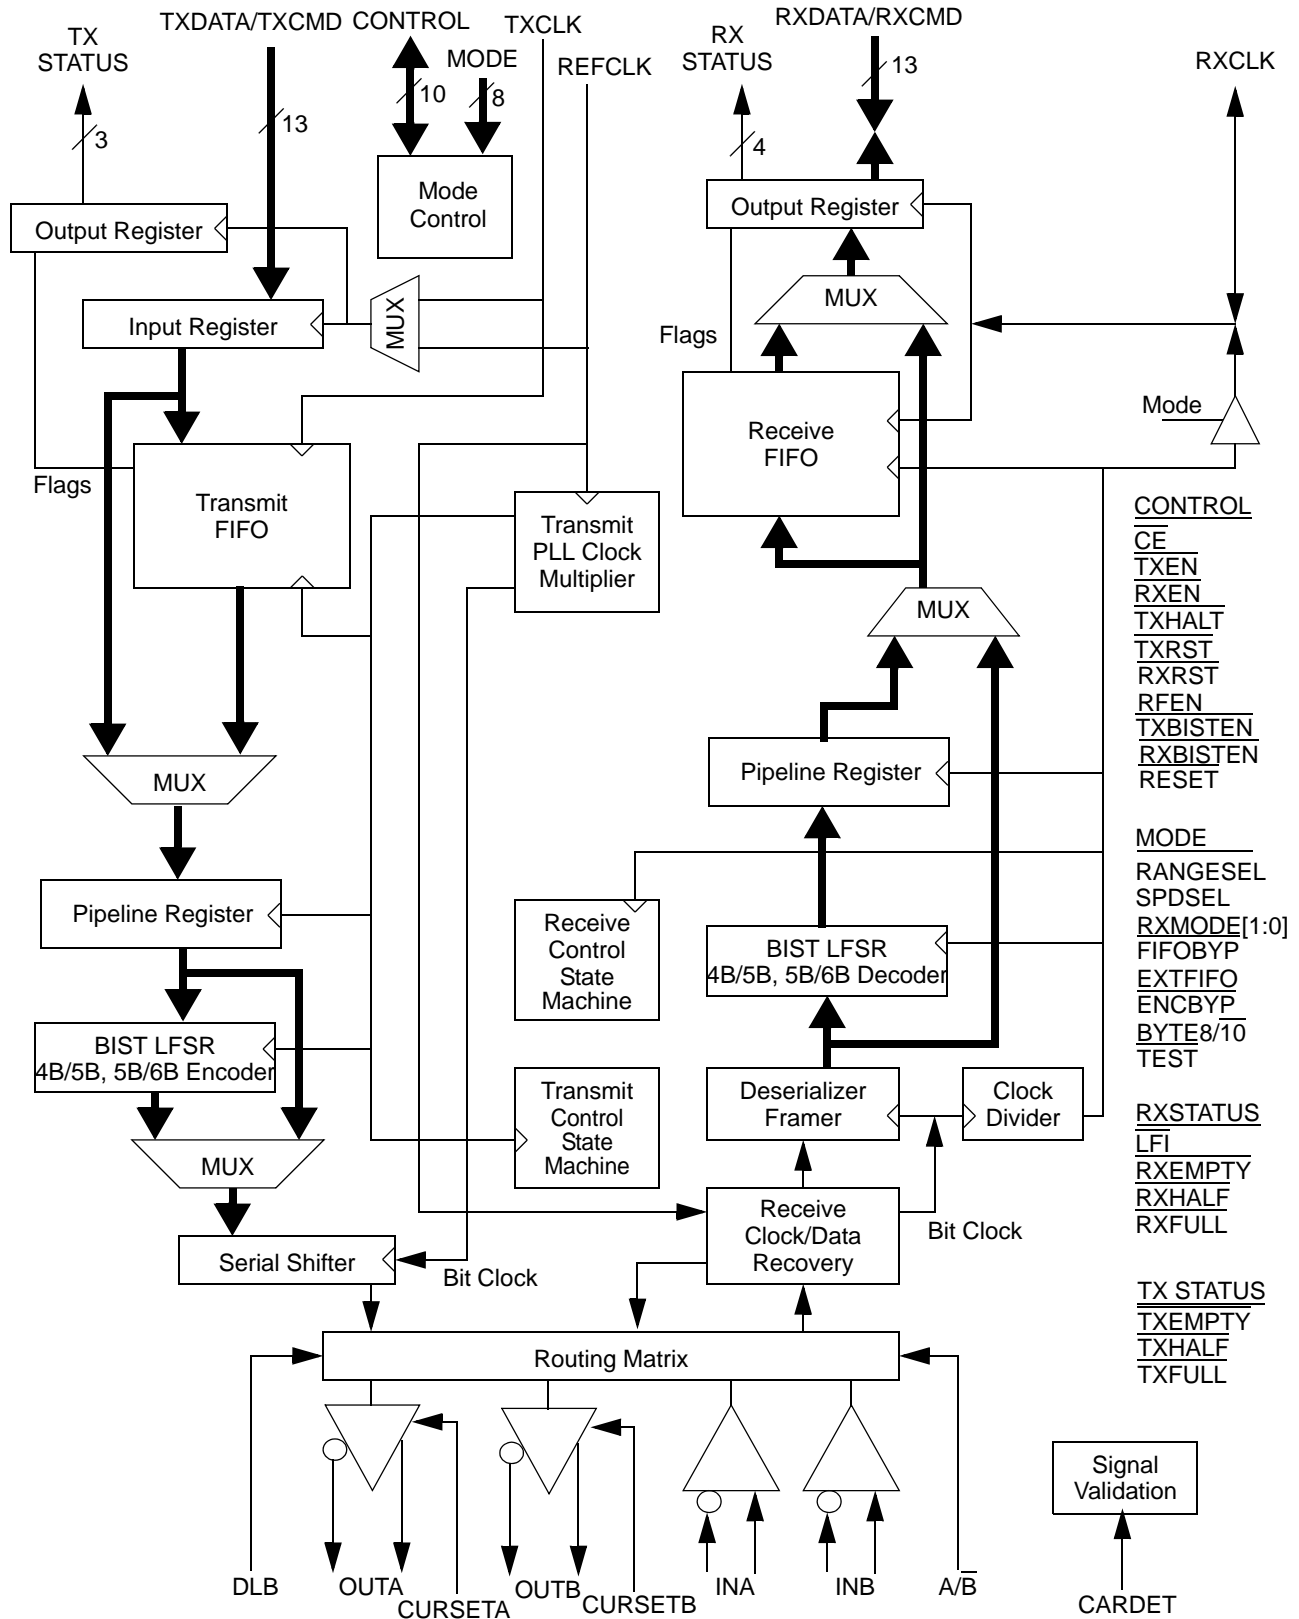 TX
STATUS
TXDATA/TXCMD
CONTROL
MODE
TXCLK
REFCLK
RX
STATUS
RXDATA/RXCMD
RXCLK
3
13
10
8
4
13
Output Register
Mode
Control
Output Register
Input Register
MUX
MUX
Flags
Flags
Transmit
FIFO
Transmit
PLL Clock
Multiplier
Receive
FIFO
Mode
MUX
MUX
Pipeline Register
Pipeline Register
Receive
Control
State
Machine
BIST LFSR
4B/5B, 5B/6B Decoder
BIST LFSR
4B/5B, 5B/6B Encoder
Transmit
Control
State
Machine
Deserializer
Framer
Clock
Divider
MUX
Receive
Clock/Data
Recovery
Bit Clock
Serial Shifter
Bit Clock
Routing Matrix
DLB
OUTA
CURSETA
OUTB
CURSETB
INA
INB
A/B̅
Signal
Validation
CARDET
CONTROL
CE
TXEN
RXEN
TXHALT
TXRST
RXRST
RFEN
TXBISTEN
RXBISTEN
RESET
MODE
RANGESEL
SPDSEL
RXMODE[1:0]
FIFOBYP
EXTFIFO
ENCBYP
BYTE8/10
TEST
RXSTATUS
LFI
RXEMPTY
RXHALF
RXFULL
TX STATUS
TXEMPTY
TXHALF
TXFULL